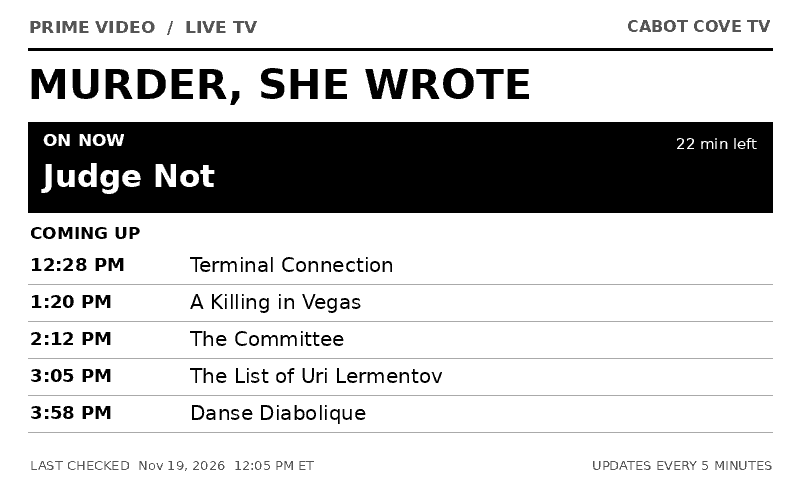 PRIME VIDEO / LIVE TV
CABOT COVE TV
MURDER, SHE WROTE
ON NOW
22 min left
Judge Not
COMING UP
12:28 PM Terminal Connection
1:20 PM A Killing in Vegas
2:12 PM The Committee
3:05 PM The List of Uri Lermentov
3:58 PM Danse Diabolique
LAST CHECKED Nov 19, 2026 12:05 PM ET
UPDATES EVERY 5 MINUTES